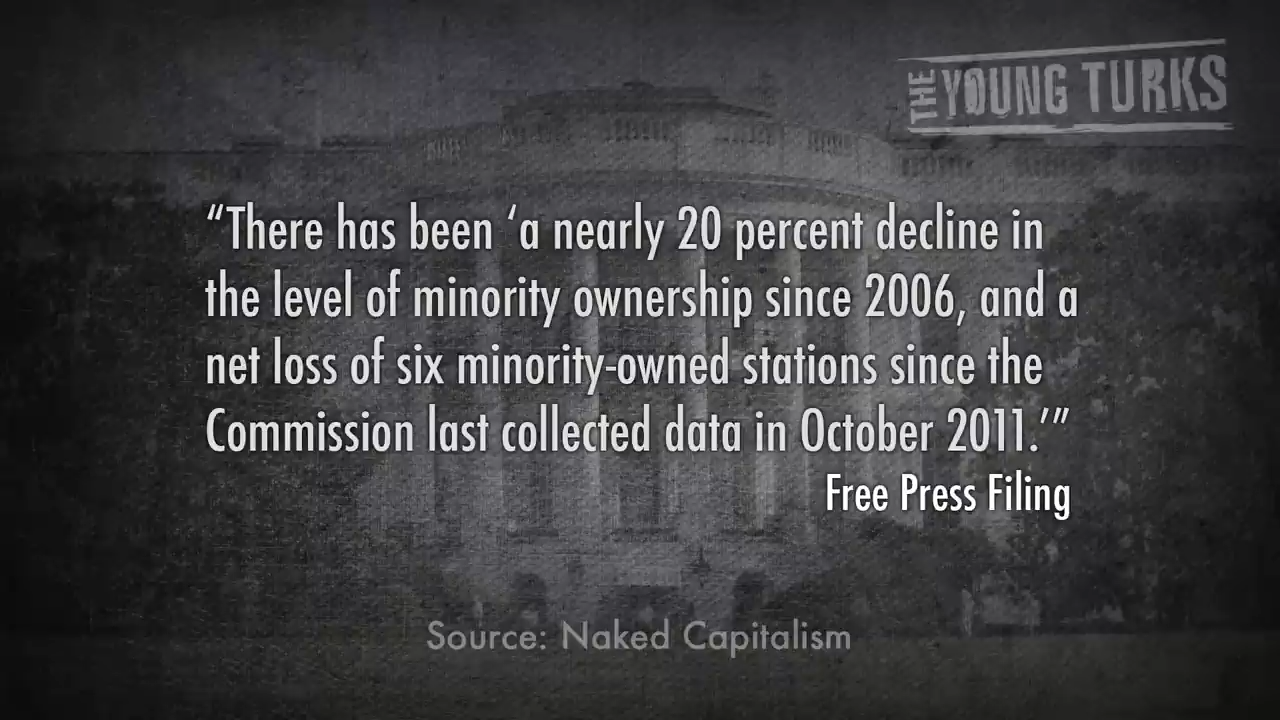 THE YOUNG TURKS
“There has been ‘a nearly 20 percent decline in
the level of minority ownership since 2006, and a
net loss of six minority-owned stations since the
Commission last collected data in October 2011.’”
Free Press Filing
Source: Naked Capitalism